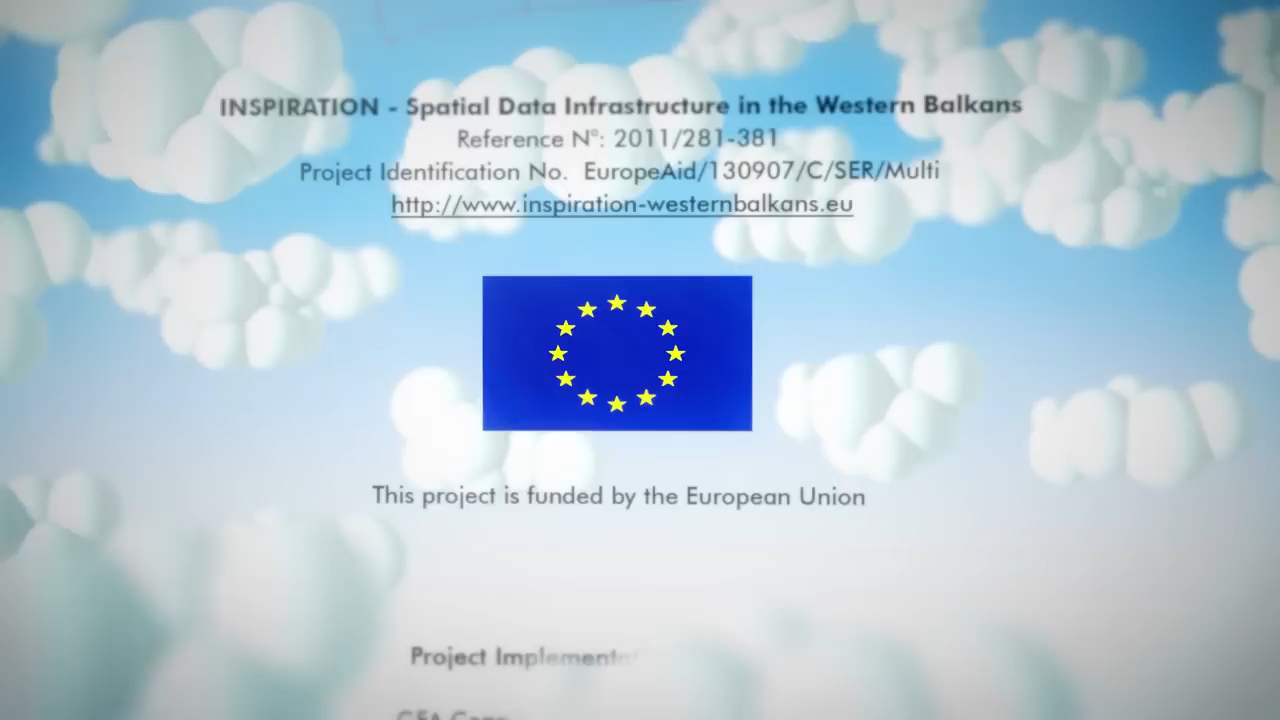 INSPIRATION - Spatial Data Infrastructure in the Western Balkans
Reference N°: 2011/281-381
Project Identification No. EuropeAid/130907/C/SER/Multi
http://www.inspiration-westernbalkans.eu
This project is funded by the European Union
Project